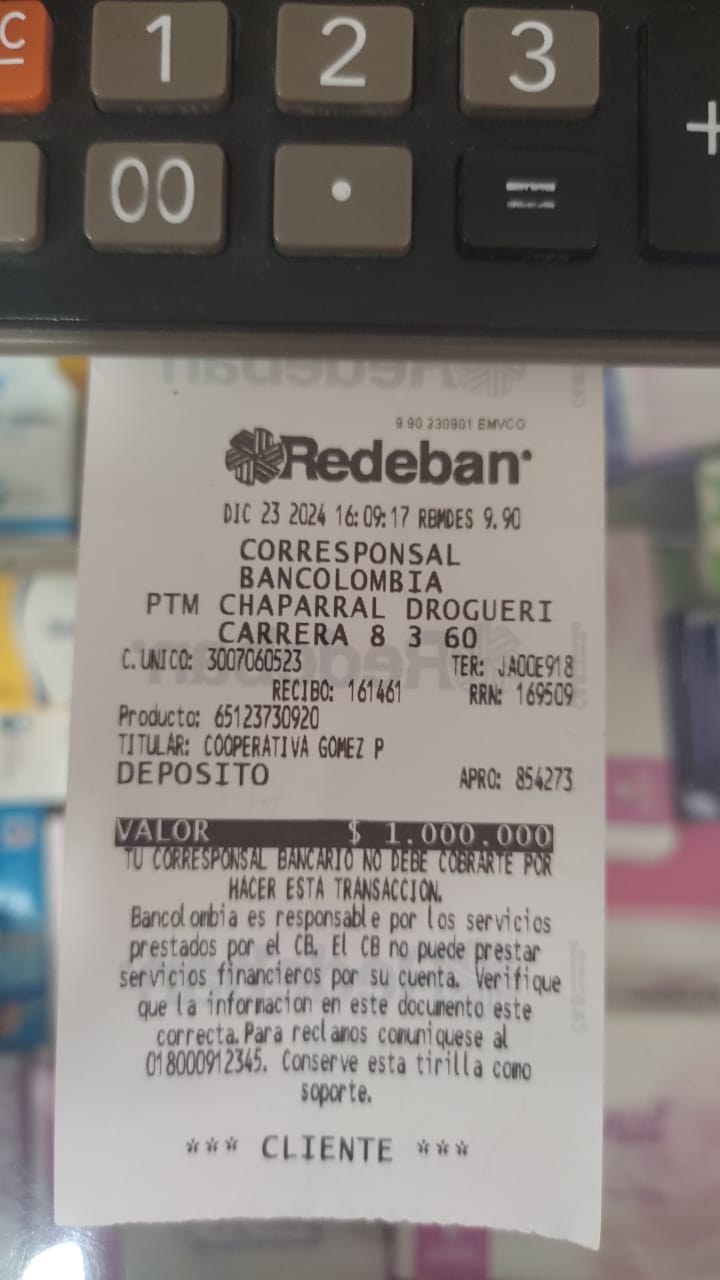 C
1
2
3
+
00
.
=
Redeban
9.90 230901 EMVCO
Redeban
DIC 23 2024 16:09:17 RBMDES 9.90
CORRESPONSAL
BANCOLOMBIA
PTM CHAPARRAL DROGUERI
CARRERA 8 3 60
C.UNICO: 3007060523 TER: JAOOE918
RECIBO: 161461 RRN: 169509
Producto: 65123730920
TITULAR: COOPERATIVA GOMEZ P
DEPOSITO APRO: 854273
VALOR $ 1.000.000
TU CORRESPONSAL BANCARIO NO DEBE COBRARTE POR
HACER ESTA TRANSACCION.
Bancolombia es responsable por los servicios
prestados por el CB. El CB no puede prestar
servicios financieros por su cuenta. Verifique
que la informacion en este documento este
correcta.Para reclamos comuniquese al
018000912345. Conserve esta tirilla como
soporte.
*** CLIENTE ***